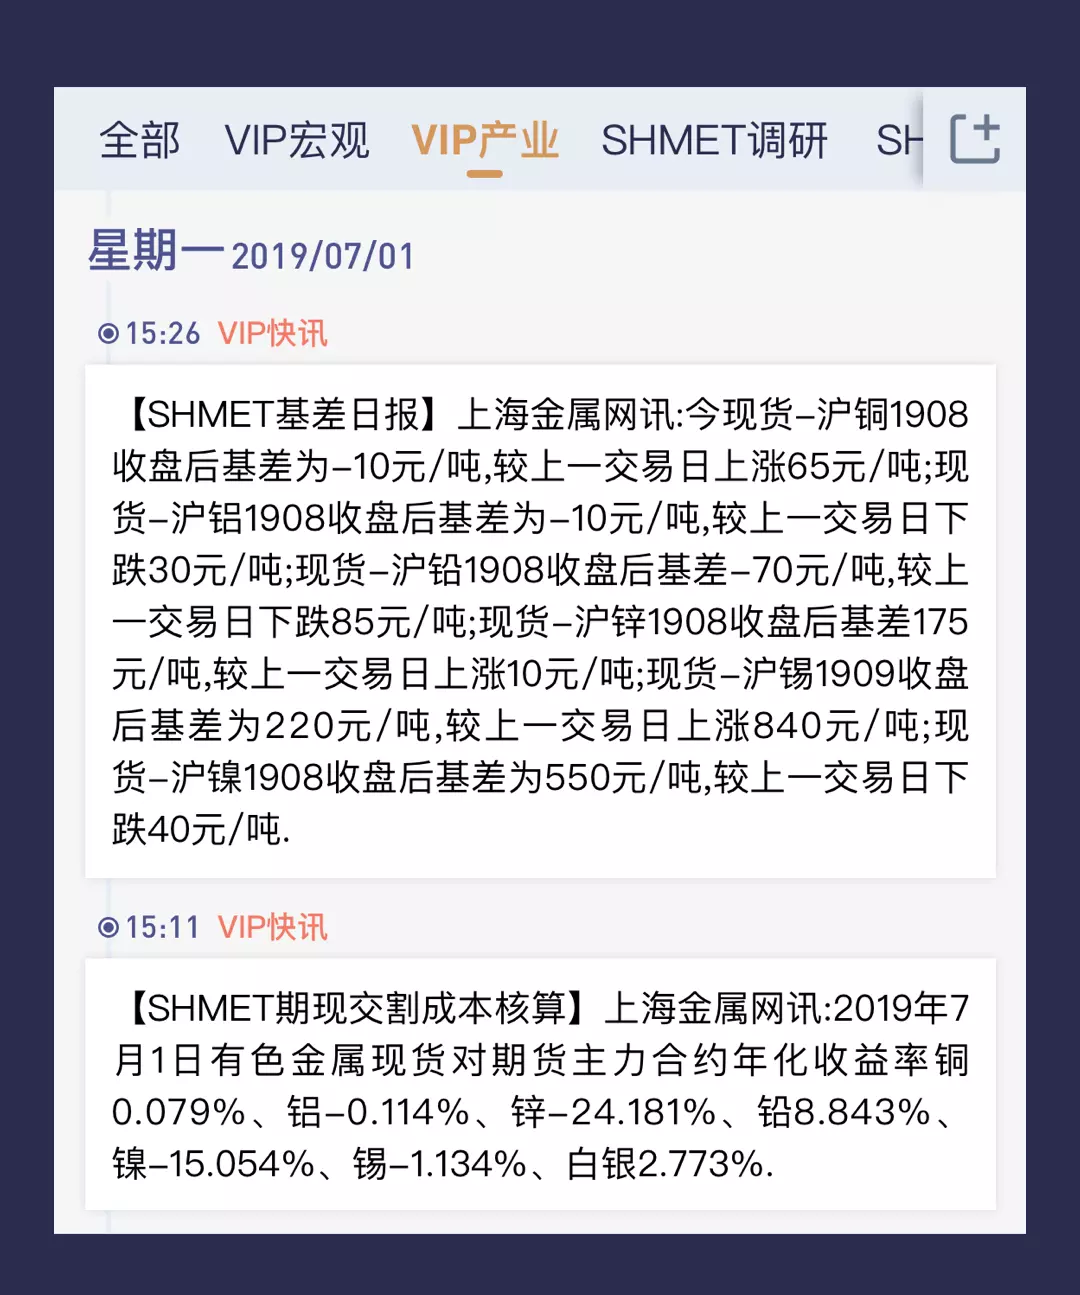 全部 VIP宏观 VIP产业 SHMET调研 SH
星期一 2019/07/01
15:26 VIP快讯
【SHMET基差日报】上海金属网讯:今现货-沪铜1908
收盘后基差为-10元/吨,较上一交易日上涨65元/吨;现
货-沪铝1908收盘后基差为-10元/吨,较上一交易日下
跌30元/吨;现货-沪铅1908收盘后基差-70元/吨,较上
一交易日下跌85元/吨;现货-沪锌1908收盘后基差175
元/吨,较上一交易日上涨10元/吨;现货-沪锡1909收盘
后基差为220元/吨,较上一交易日上涨840元/吨;现
货-沪镍1908收盘后基差为550元/吨,较上一交易日下
跌40元/吨.
15:11 VIP快讯
【SHMET期现交割成本核算】上海金属网讯:2019年7
月1日有色金属现货对期货主力合约年化收益率铜
0.079%、铝-0.114%、锌-24.181%、铅8.843%、
镍-15.054%、锡-1.134%、白银2.773%.